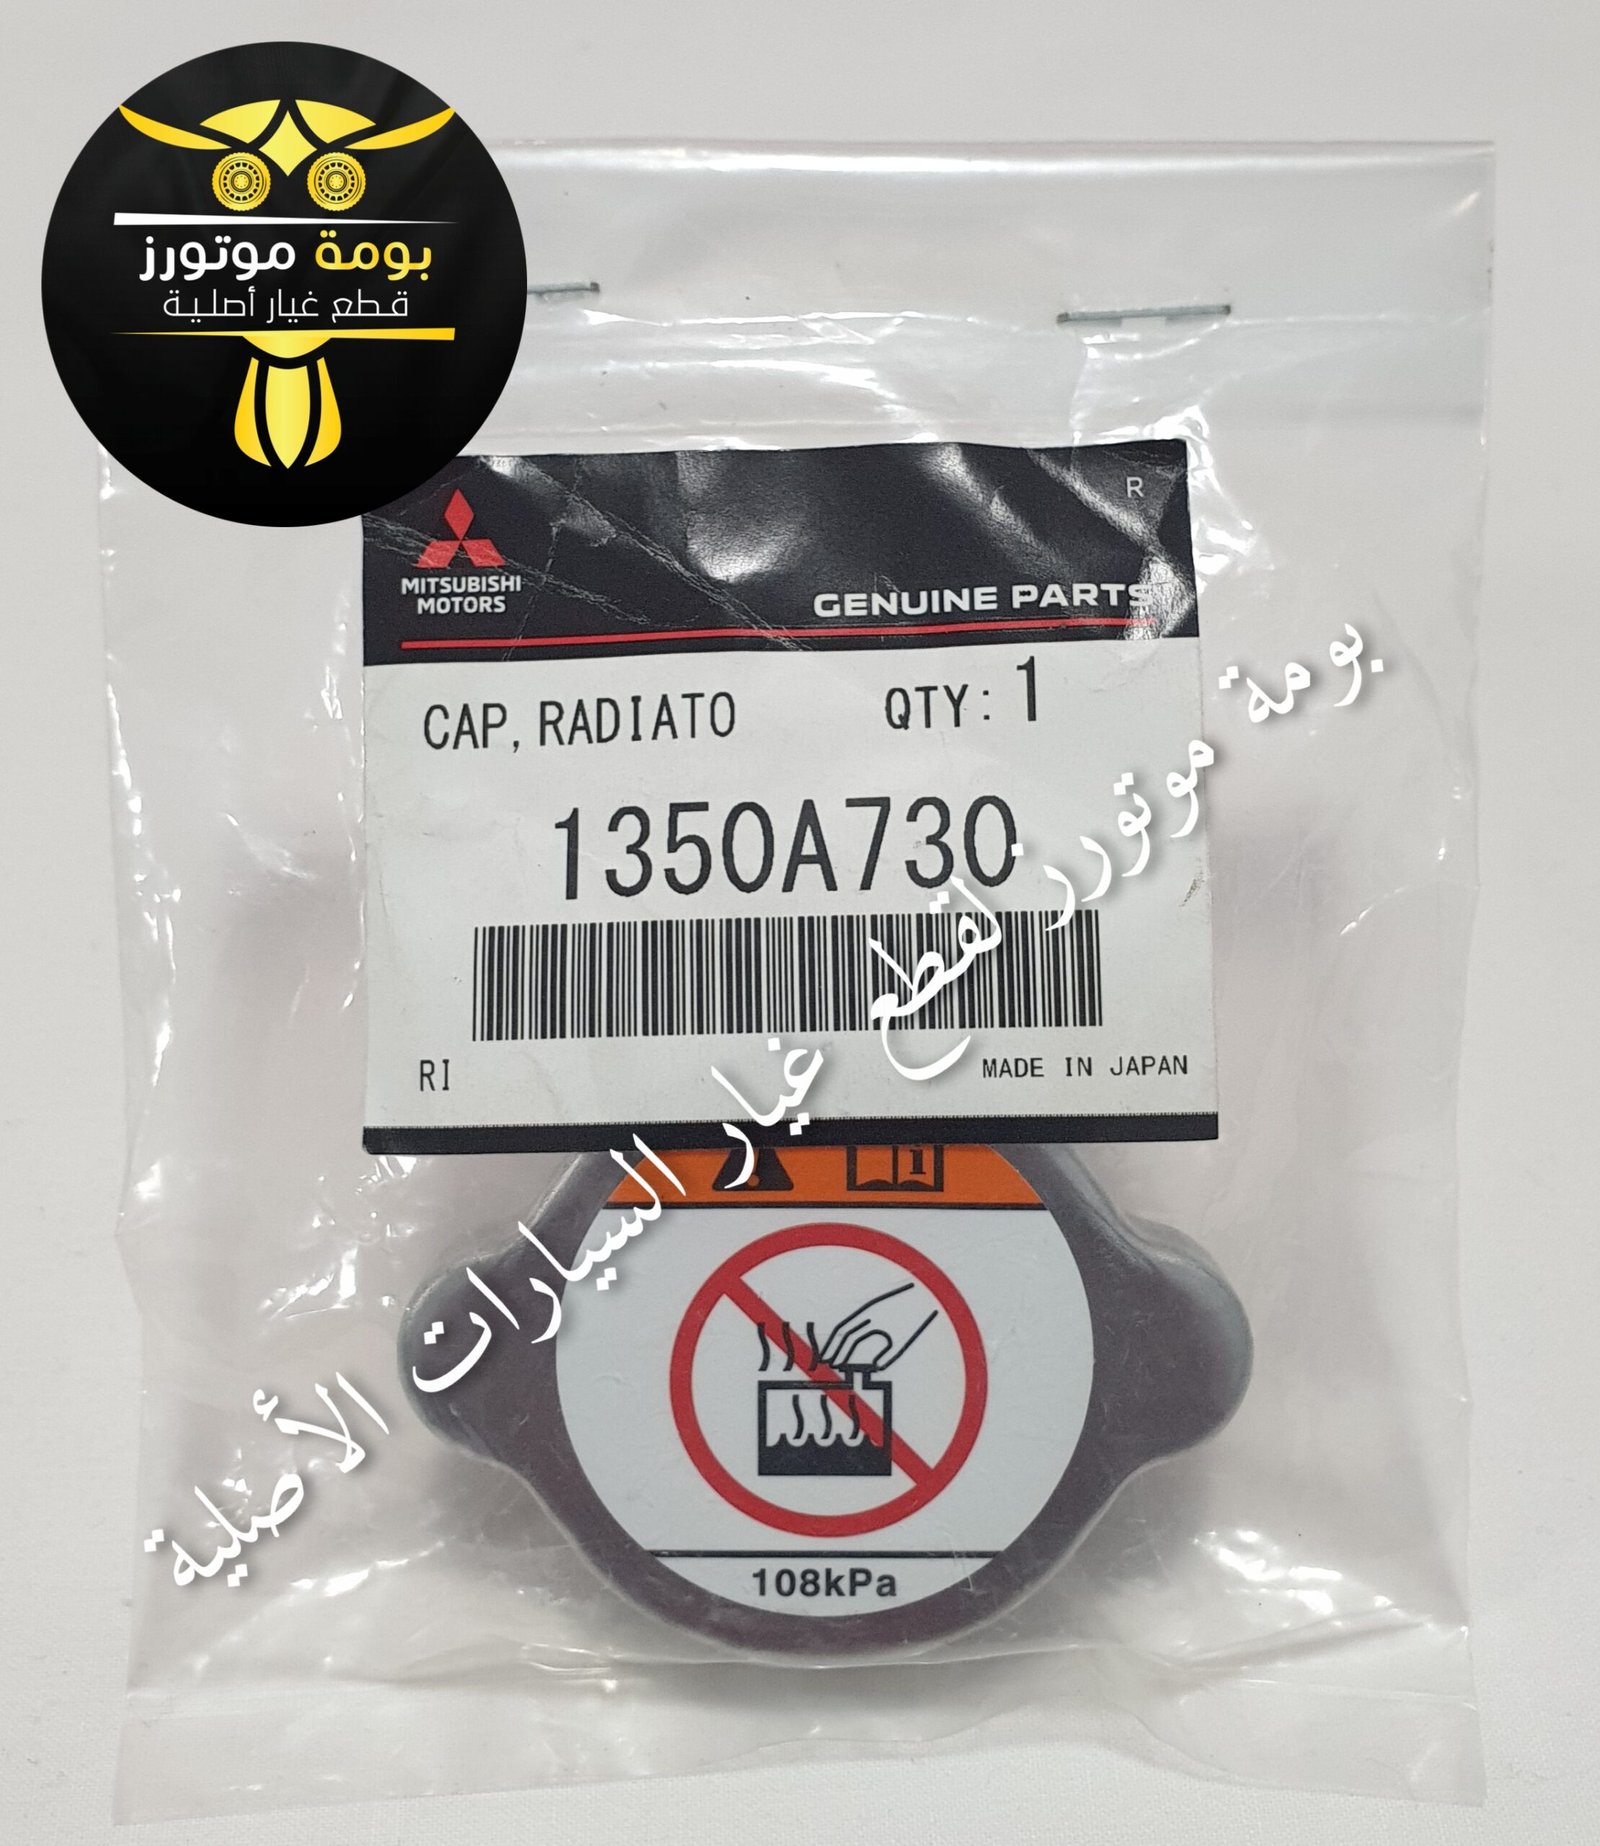 بومة موتورز
قطع غيار أصلية
R
MITSUBISHI
MOTORS
GENUINE PARTS
CAP, RADIATO
QTY: 1
1350A730
RI
MADE IN JAPAN
بومة موتورز لقطع غيار السيارات الأصلية
108kPa